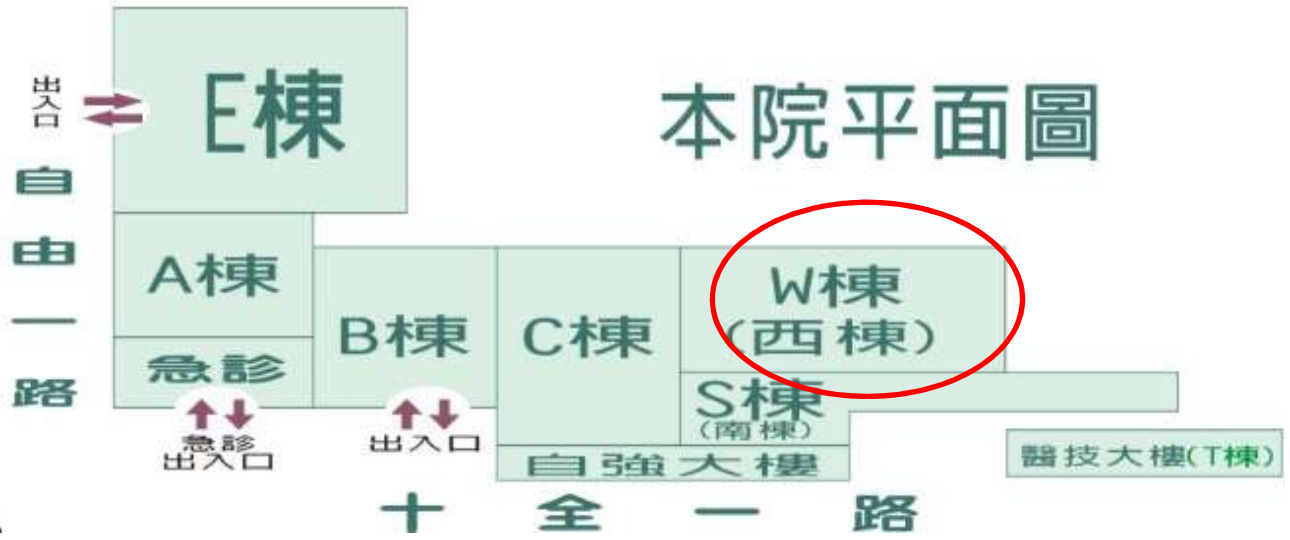 本院平面圖
出入口
E棟
自由一路
A棟
急診
急診
出入口
B棟
出入口
C棟
W棟
(西棟)
S棟
(南棟)
自強大樓
醫技大樓(T棟)
十全一路